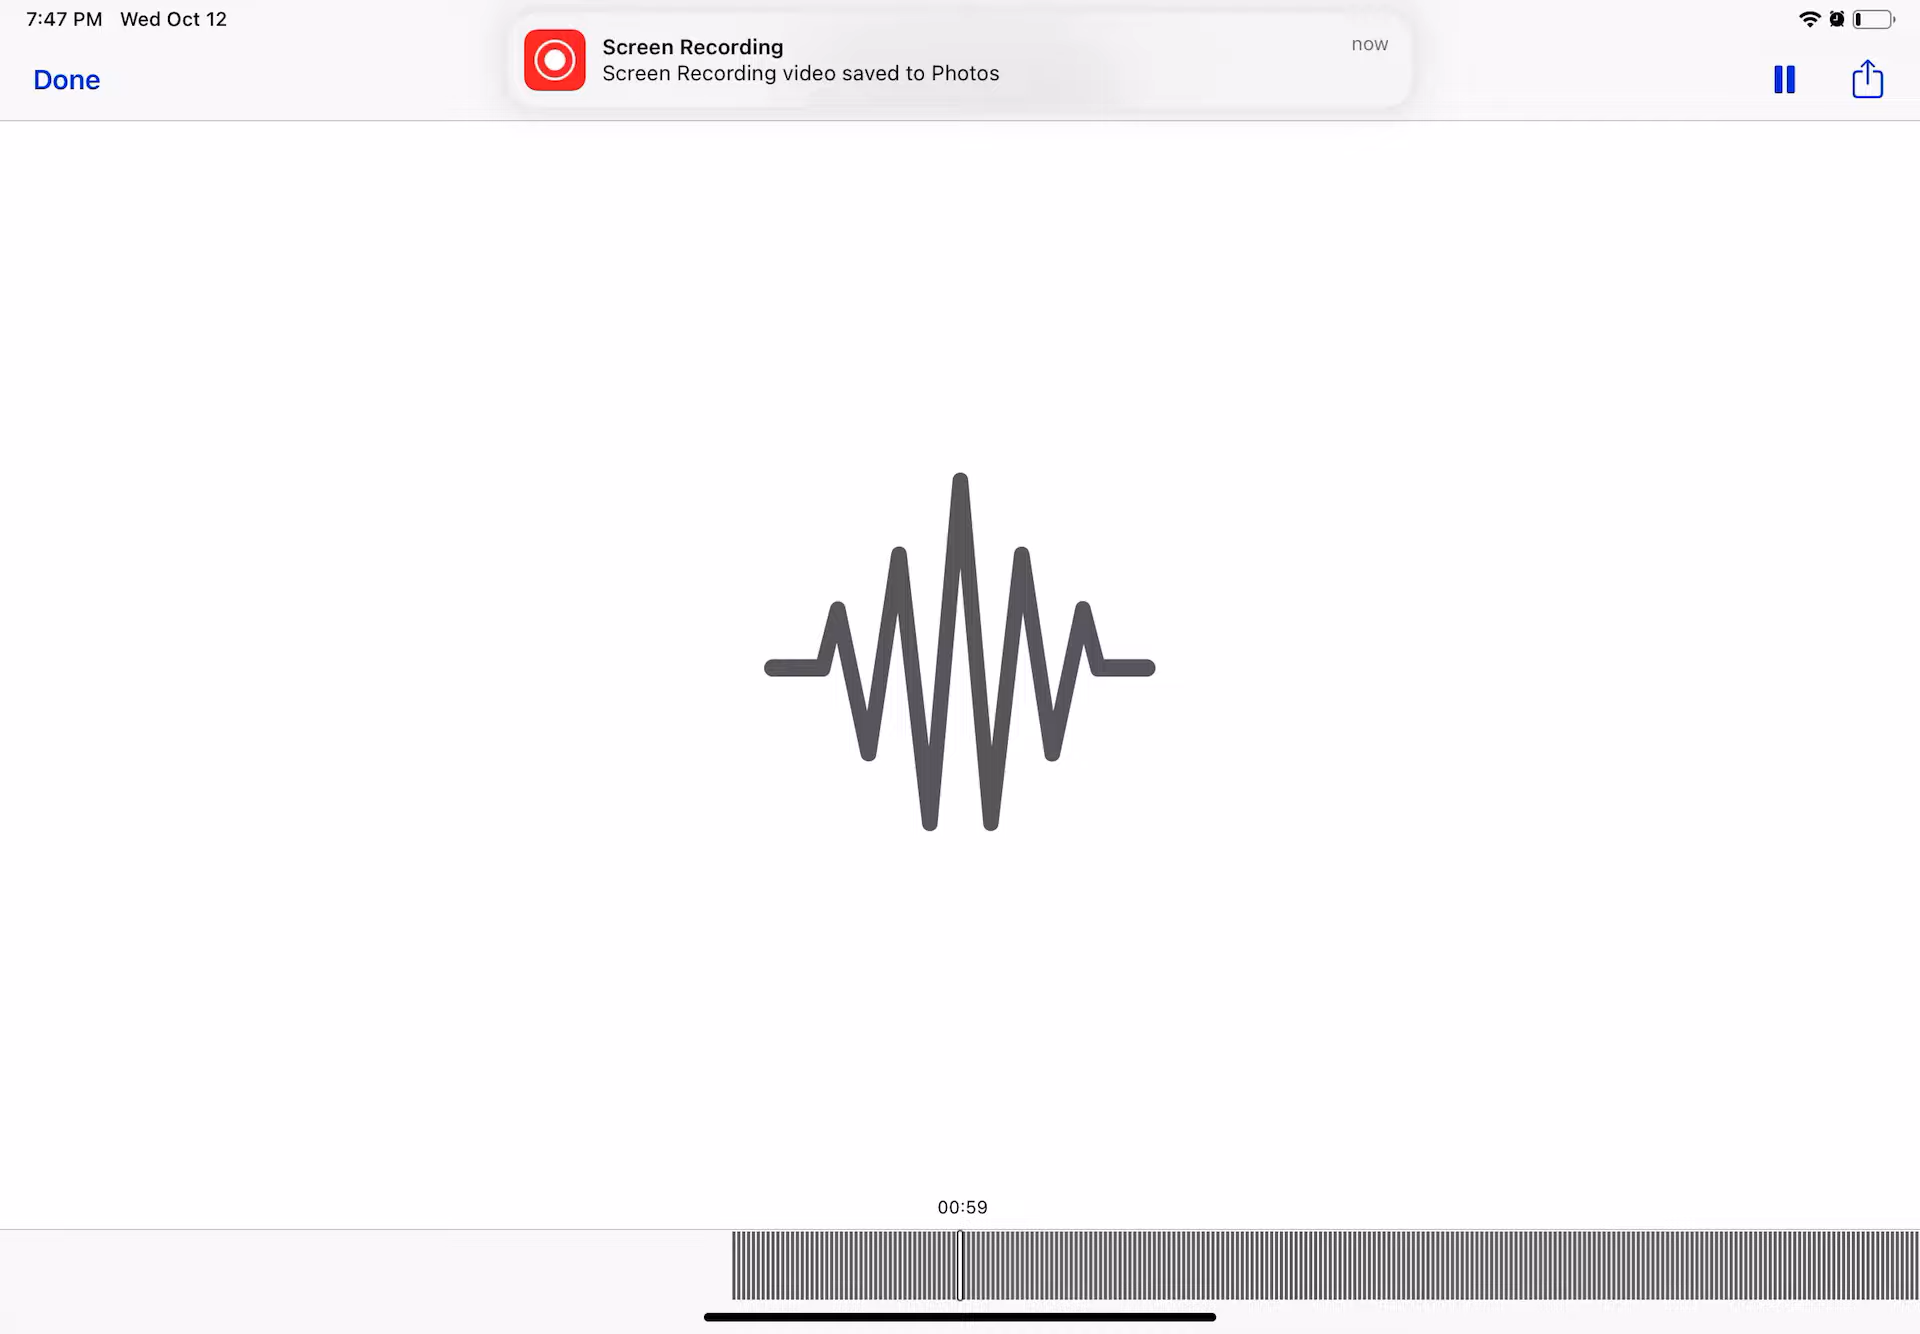 7:47 PM Wed Oct 12
Screen Recording
now
Screen Recording video saved to Photos
Done
00:59